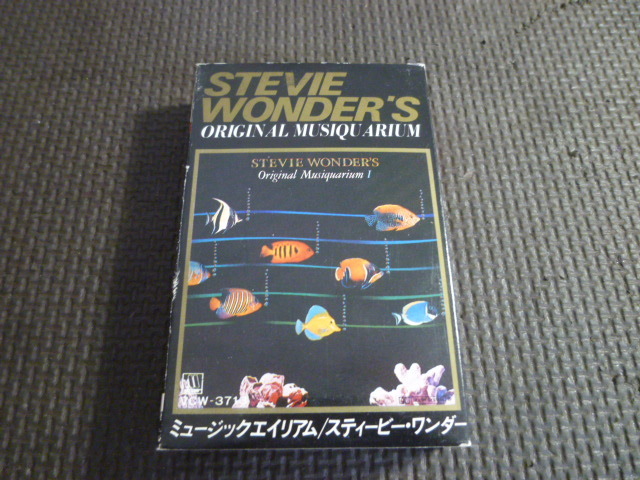 STEVIE
WONDER'S
ORIGINAL MUSIQUARIUM
STEVIE WONDER'S
Original Musiquarium 1
ミュージックエイリアム/スティービー・ワンダー